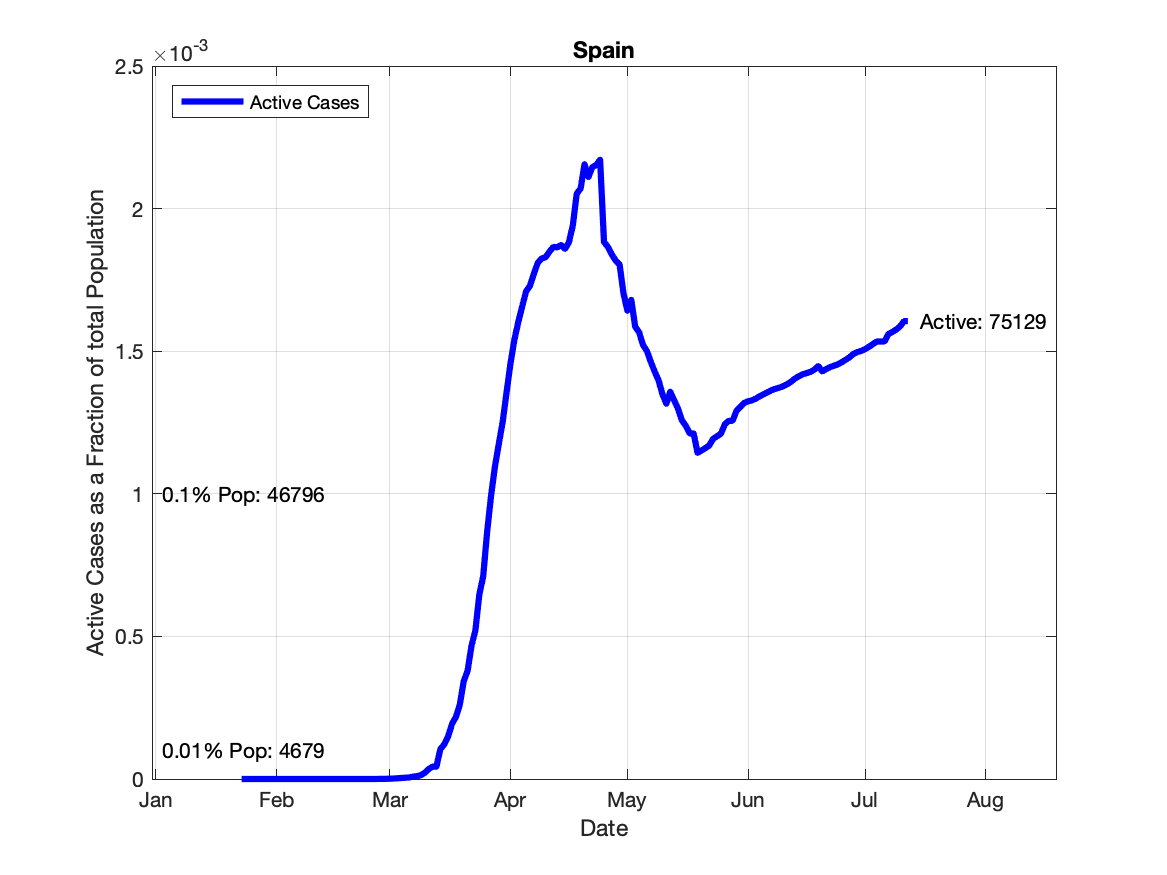 Spain
×10⁻³
Active Cases
2.5
2
1.5
1
0.5
0
Active Cases as a Fraction of total Population
Active: 75129
0.1% Pop: 46796
0.01% Pop: 4679
Jan Feb Mar Apr May Jun Jul Aug
Date